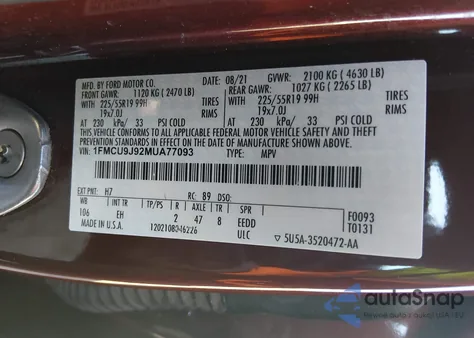 MFD. BY FORD MOTOR CO. 08/21 GVWR: 2100 KG (4630 LB)
FRONT GAWR: 1120 KG (2470 LB) REAR GAWR: 1027 KG (2265 LB)
WITH 225/55R19 99H TIRES WITH 225/55R19 99H TIRES
19x7.0J RIMS 19x7.0J RIMS
AT 230 kPa/ 33 PSI COLD AT 230 kPa/ 33 PSI COLD
THIS VEHICLE CONFORMS TO ALL APPLICABLE FEDERAL MOTOR VEHICLE SAFETY, BUMPER, AND THEFT
PREVENTION STANDARDS IN EFFECT ON THE DATE OF MANUFACTURE SHOWN ABOVE.
VIN: 1FMCU9J92MUA77093 TYPE: MPV
EXT PNT: H7 RC: 89 DSO:
WB INT TR TP/PS R AXLE TR SPR
106 EH 2 47 8 EEDD
MADE IN U.S.A. ULC
F0093
T0131
▽5U5A-3520472-AA
autoSnap